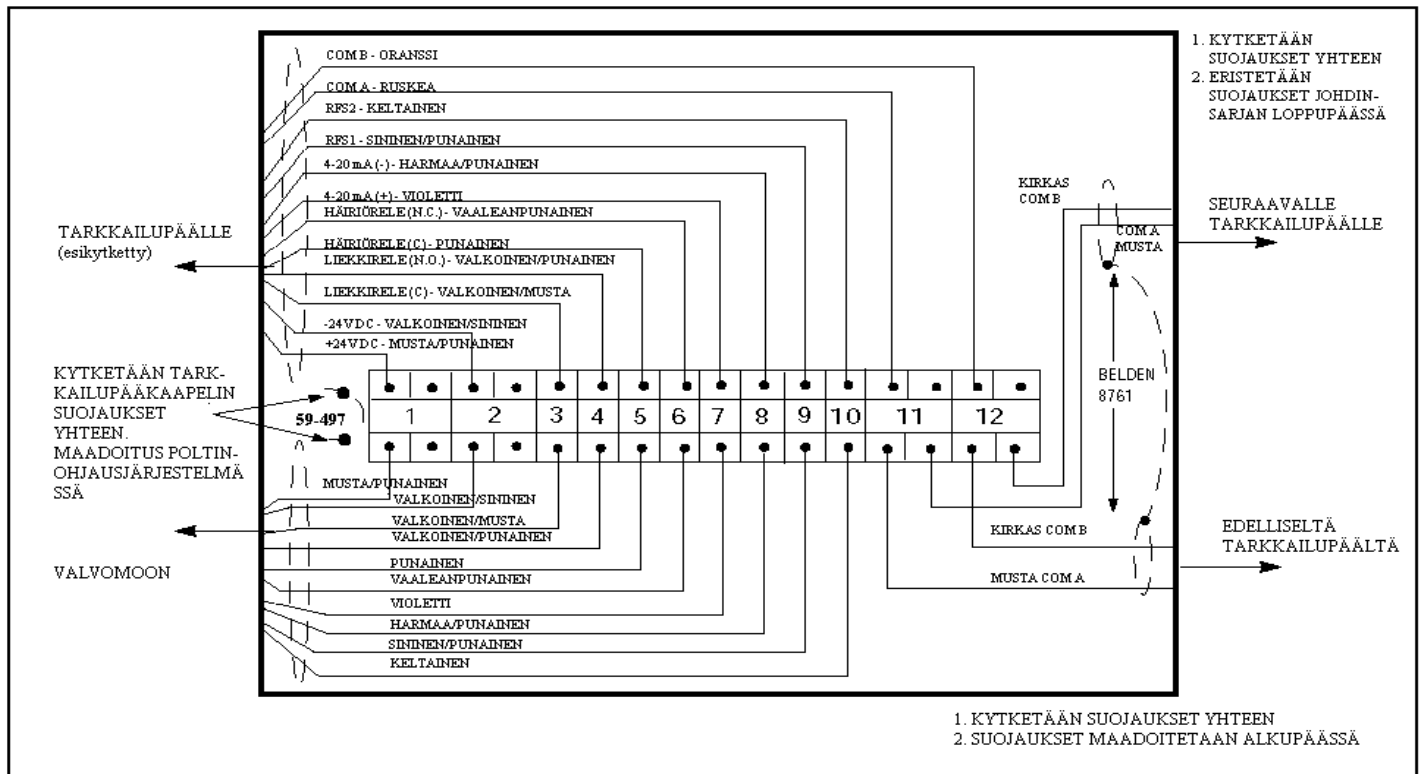 COM B - ORANSSI
COM A - RUSKEA
RFS2 - KELTAINEN
RFS1 - SININEN/PUNAINEN
4-20 mA (-) - HARMAA/PUNAINEN
4-20 mA (+) - VIOLETTI
HÄIRIÖRELE (N.C.) - VAALEANPUNAINEN
HÄIRIÖRELE (C) - PUNAINEN
LIEKKIRELE (N.O.) - VALKOINEN/PUNAINEN
LIEKKIRELE (C) - VALKOINEN/MUSTA
-24VDC - VALKOINEN/SININEN
+24VDC - MUSTA/PUNAINEN
1. KYTKETÄÄN
SUOJAUKSET YHTEEN
2. ERISTETÄÄN
SUOJAUKSET JOHDIN-
SARJAN LOPPUPÄÄSSÄ
TARKKAILUPÄÄLLE
(esikytketty)
KIRKAS
COM B
COM A
MUSTA
SEURAAVALLE
TARKKAILUPÄÄLLE
KYTKETÄÄN TARK-
KAILUPÄÄKAAPELIN
SUOJAUKSET
YHTEEN.
MAADOITUS POLTIN-
OHJAUSJÄRJESTELMÄ
SSÄ
59-497
1 2 3 4 5 6 7 8 9 10 11 12
BELDEN
8761
MUSTA/PUNAINEN
VALKOINEN/SININEN
VALKOINEN/MUSTA
VALKOINEN/PUNAINEN
PUNAINEN
VAALEANPUNAINEN
VIOLETTI
HARMAA/PUNAINEN
SININEN/PUNAINEN
KELTAINEN
VALVOMOON
KIRKAS COM B
MUSTA COM A
EDELLISELTÄ
TARKKAILUPÄÄLTÄ
1. KYTKETÄÄN SUOJAUKSET YHTEEN
2. SUOJAUKSET MAADOITETAAN ALKUPÄÄSSÄ